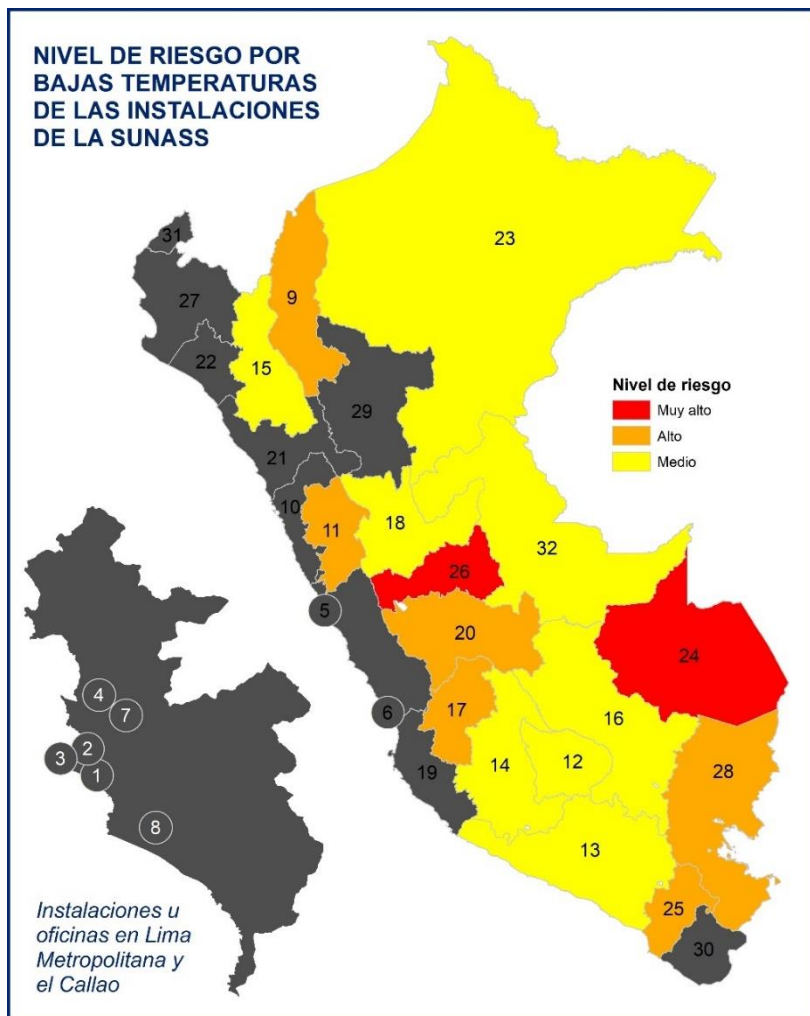 NIVEL DE RIESGO POR
BAJAS TEMPERATURAS
DE LAS INSTALACIONES
DE LA SUNASS
31
27
9
23
22
15
29
Nivel de riesgo
Muy alto
Alto
Medio
21
10
11
18
32
26
5
20
24
4
7
17
16
6
3
2
1
19
14
12
28
8
13
25
30
Instalaciones u
oficinas en Lima
Metropolitana y
el Callao